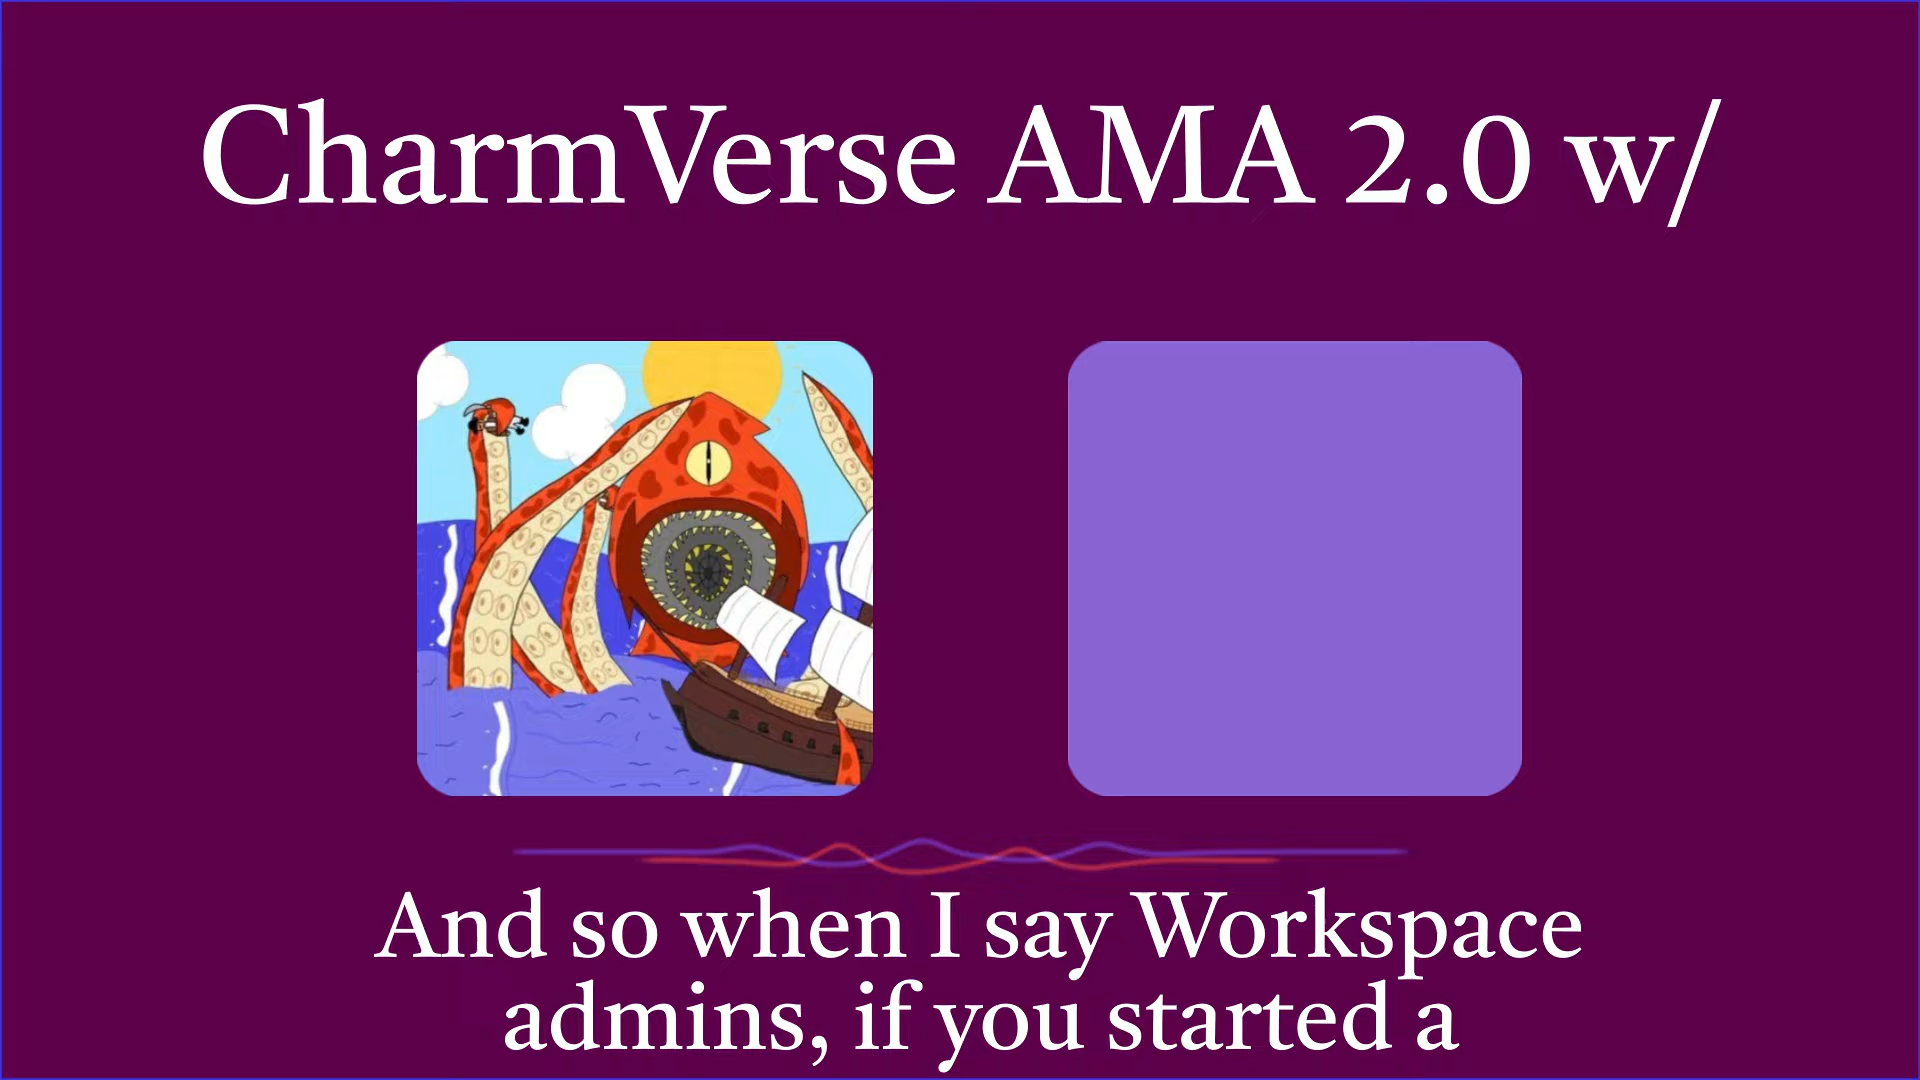 CharmVerse AMA 2.0 w/
And so when I say Workspace
admins, if you started a